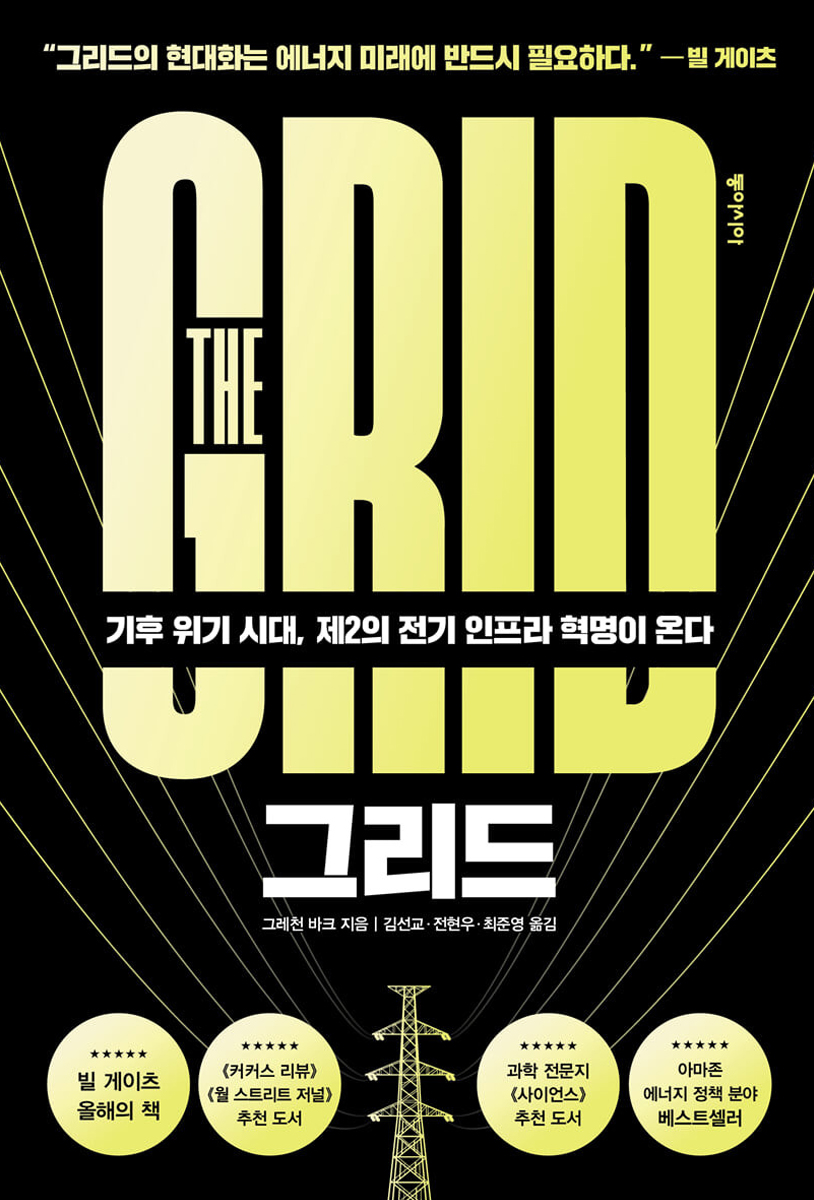 “그리드의 현대화는 에너지 미래에 반드시 필요하다.” — 빌 게이츠
동아시아
THE
GRID
기후 위기 시대, 제2의 전기 인프라 혁명이 온다
그리드
그레천 바크 지음 | 김선교·전현우·최준영 옮김
★★★★★
빌 게이츠
올해의 책
★★★★★
《커커스 리뷰》
《월 스트리트 저널》
추천 도서
★★★★★
과학 전문지
《사이언스》
추천 도서
★★★★★
아마존
에너지 정책 분야
베스트셀러